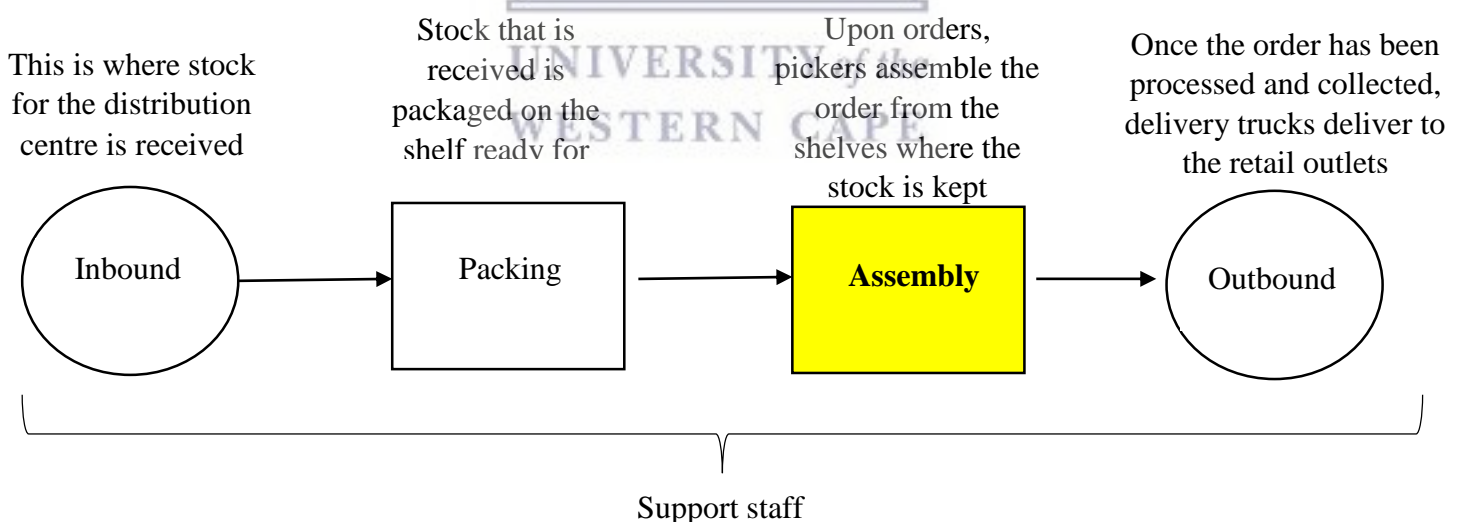 This is where stock
for the distribution
centre is received
Stock that is
received is
packaged on the
shelf ready for
Upon orders,
pickers assemble the
order from the
shelves where the
stock is kept
Once the order has been
processed and collected,
delivery trucks deliver to
the retail outlets
UNIVERSITY of the
WESTERN CAPE
Inbound
Packing
Assembly
Outbound
Support staff